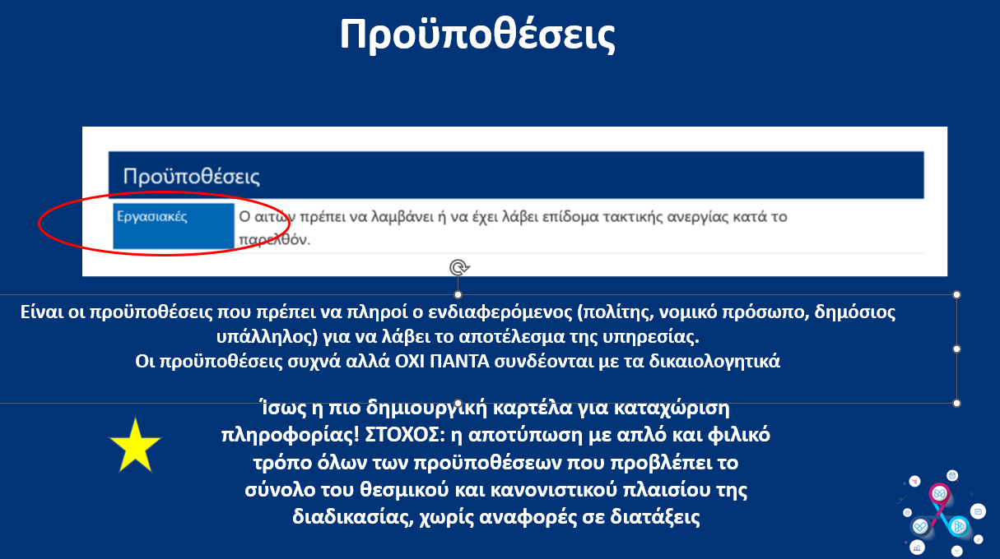 Προϋποθέσεις
Προϋποθέσεις
Εργασιακές
Ο αιτών πρέπει να λαμβάνει ή να έχει λάβει επίδομα τακτικής ανεργίας κατά το
παρελθόν.
Είναι οι προϋποθέσεις που πρέπει να πληροί ο ενδιαφερόμενος (πολίτης, νομικό πρόσωπο, δημόσιος
υπάλληλος) για να λάβει το αποτέλεσμα της υπηρεσίας.
Οι προϋποθέσεις συχνά αλλά ΟΧΙ ΠΑΝΤΑ συνδέονται με τα δικαιολογητικά
Ίσως η πιο δημιουργική καρτέλα για καταχώριση
πληροφορίας! ΣΤΟΧΟΣ: η αποτύπωση με απλό και φιλικό
τρόπο όλων των προϋποθέσεων που προβλέπει το
σύνολο του θεσμικού και κανονιστικού πλαισίου της
διαδικασίας, χωρίς αναφορές σε διατάξεις